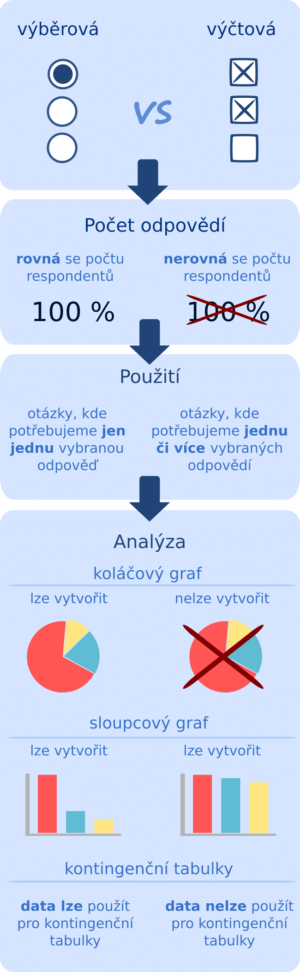 výběrová
výčtová
vs
Počet odpovědí
rovná se počtu
respondentů
100 %
nerovná se počtu
respondentů
100 %
Použití
otázky, kde
potřebujeme jen
jednu vybranou
odpověď
otázky, kde
potřebujeme jednu
či více vybraných
odpovědí
Analýza
koláčový graf
lze vytvořit
nelze vytvořit
sloupcový graf
lze vytvořit
lze vytvořit
kontingenční tabulky
data lze použít
pro kontingenční
tabulky
data nelze použít
pro kontingenční
tabulky